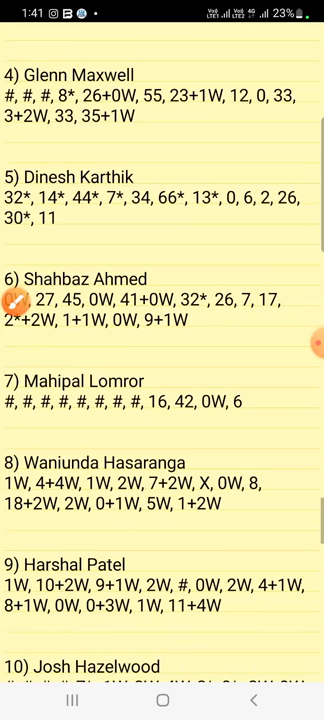 1:41
23%
4) Glenn Maxwell
#, #, #, 8*, 26+0W, 55, 23+1W, 12, 0, 33,
3+2W, 33, 35+1W
5) Dinesh Karthik
32*, 14*, 44*, 7*, 34, 66*, 13*, 0, 6, 2, 26,
30*, 11
6) Shahbaz Ahmed
27, 45, 0W, 41+0W, 32*, 26, 7, 17,
2*+2W, 1+1W, 0W, 9+1W
7) Mahipal Lomror
#, #, #, #, #, #, #, #, 16, 42, 0W, 6
8) Waniunda Hasaranga
1W, 4+4W, 1W, 2W, 7+2W, X, 0W, 8,
18+2W, 2W, 0+1W, 5W, 1+2W
9) Harshal Patel
1W, 10+2W, 9+1W, 2W, #, 0W, 2W, 4+1W,
8+1W, 0W, 0+3W, 1W, 11+4W
10) Josh Hazelwood